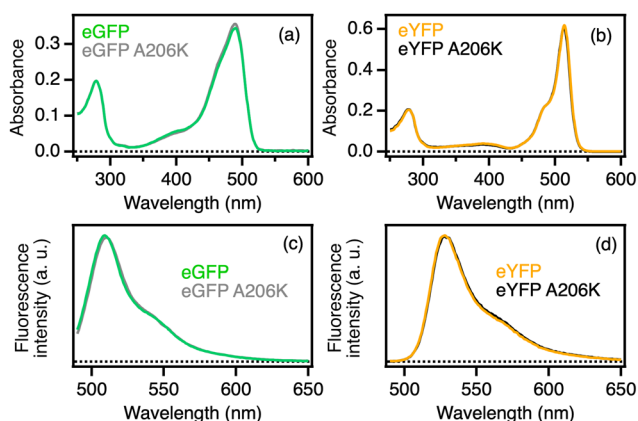 eGFP
eGFP A206K
(a)
Absorbance
0.3
0.2
0.1
0.0
300
400
500
600
Wavelength (nm)
eYFP
eYFP A206K
(b)
Absorbance
0.6
0.4
0.2
0.0
300
400
500
600
Wavelength (nm)
(c)
eGFP
eGFP A206K
Fluorescence
intensity (a. u.)
500
550
600
650
Wavelength (nm)
(d)
eYFP
eYFP A206K
Fluorescence
intensity (a. u.)
500
550
600
650
Wavelength (nm)